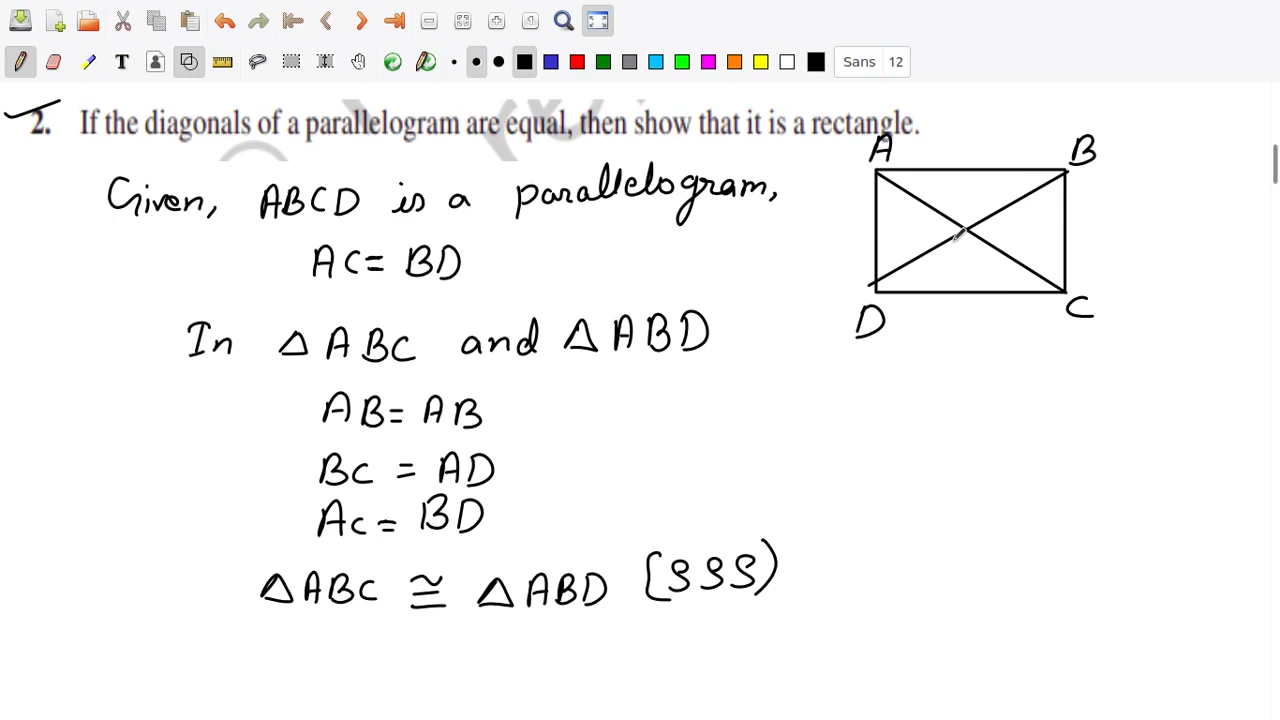 Sans 12
2. If the diagonals of a parallelogram are equal, then show that it is a rectangle.
A B
Given, ABCD is a parallelogram,
AC = BD
D C
In △ ABC and △ ABD
AB = AB
BC = AD
AC = BD
△ABC ≅ △ABD [SSS)